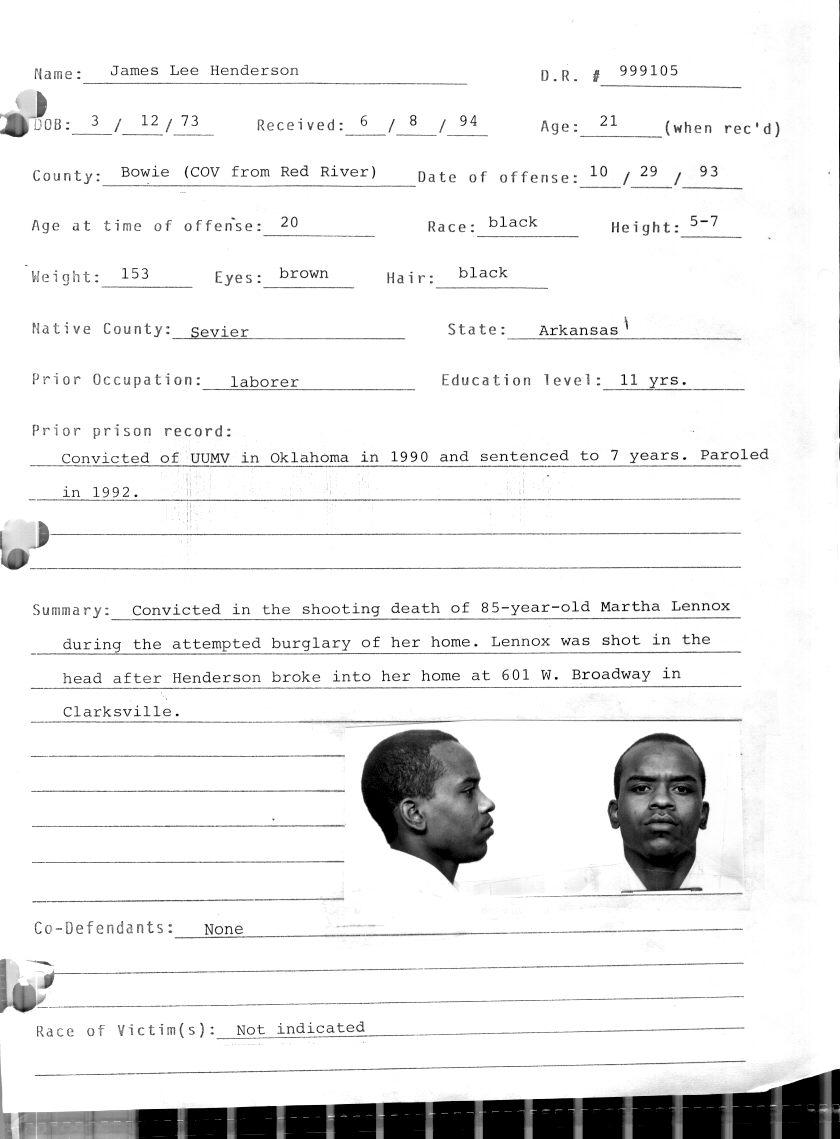 Name: James Lee Henderson D.R. # 999105
DOB: 3 / 12 / 73 Received: 6 / 8 / 94 Age: 21 (when rec'd)
County: Bowie (COV from Red River) Date of offense: 10 / 29 / 93
Age at time of offense: 20 Race: black Height: 5-7
Weight: 153 Eyes: brown Hair: black
Native County: Sevier State: Arkansas
Prior Occupation: laborer Education level: 11 yrs.
Prior prison record:
Convicted of UUMV in Oklahoma in 1990 and sentenced to 7 years. Paroled
in 1992.
Summary: Convicted in the shooting death of 85-year-old Martha Lennox
during the attempted burglary of her home. Lennox was shot in the
head after Henderson broke into her home at 601 W. Broadway in
Clarksville.
Co-Defendants: None
Race of Victim(s): Not indicated